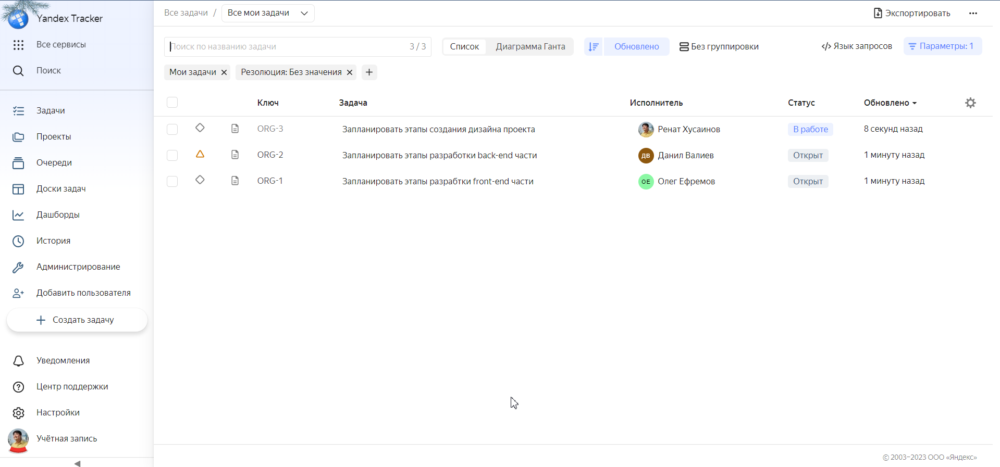 Yandex Tracker
Все сервисы
Поиск
Задачи
Проекты
Очереди
Доски задач
Дашборды
История
Администрирование
Добавить пользователя
Создать задачу
Уведомления
Центр поддержки
Настройки
Учётная запись
Все задачи / Все мои задачи
Экспортировать
Поиск по названию задачи 3 / 3 Список Диаграмма Ганта Обновлено Без группировки </> Язык запросов Параметры: 1
Мои задачи Резолюция: Без значения
Ключ Задача Исполнитель Статус Обновлено
ORG-3 Запланировать этапы создания дизайна проекта Ренат Хусаинов В работе 8 секунд назад
ORG-2 Запланировать этапы разработки back-end части ДВ Данил Валиев Открыт 1 минуту назад
ORG-1 Запланировать этапы разрабтки front-end части ОЕ Олег Ефремов Открыт 1 минуту назад
© 2003–2023 ООО «Яндекс»